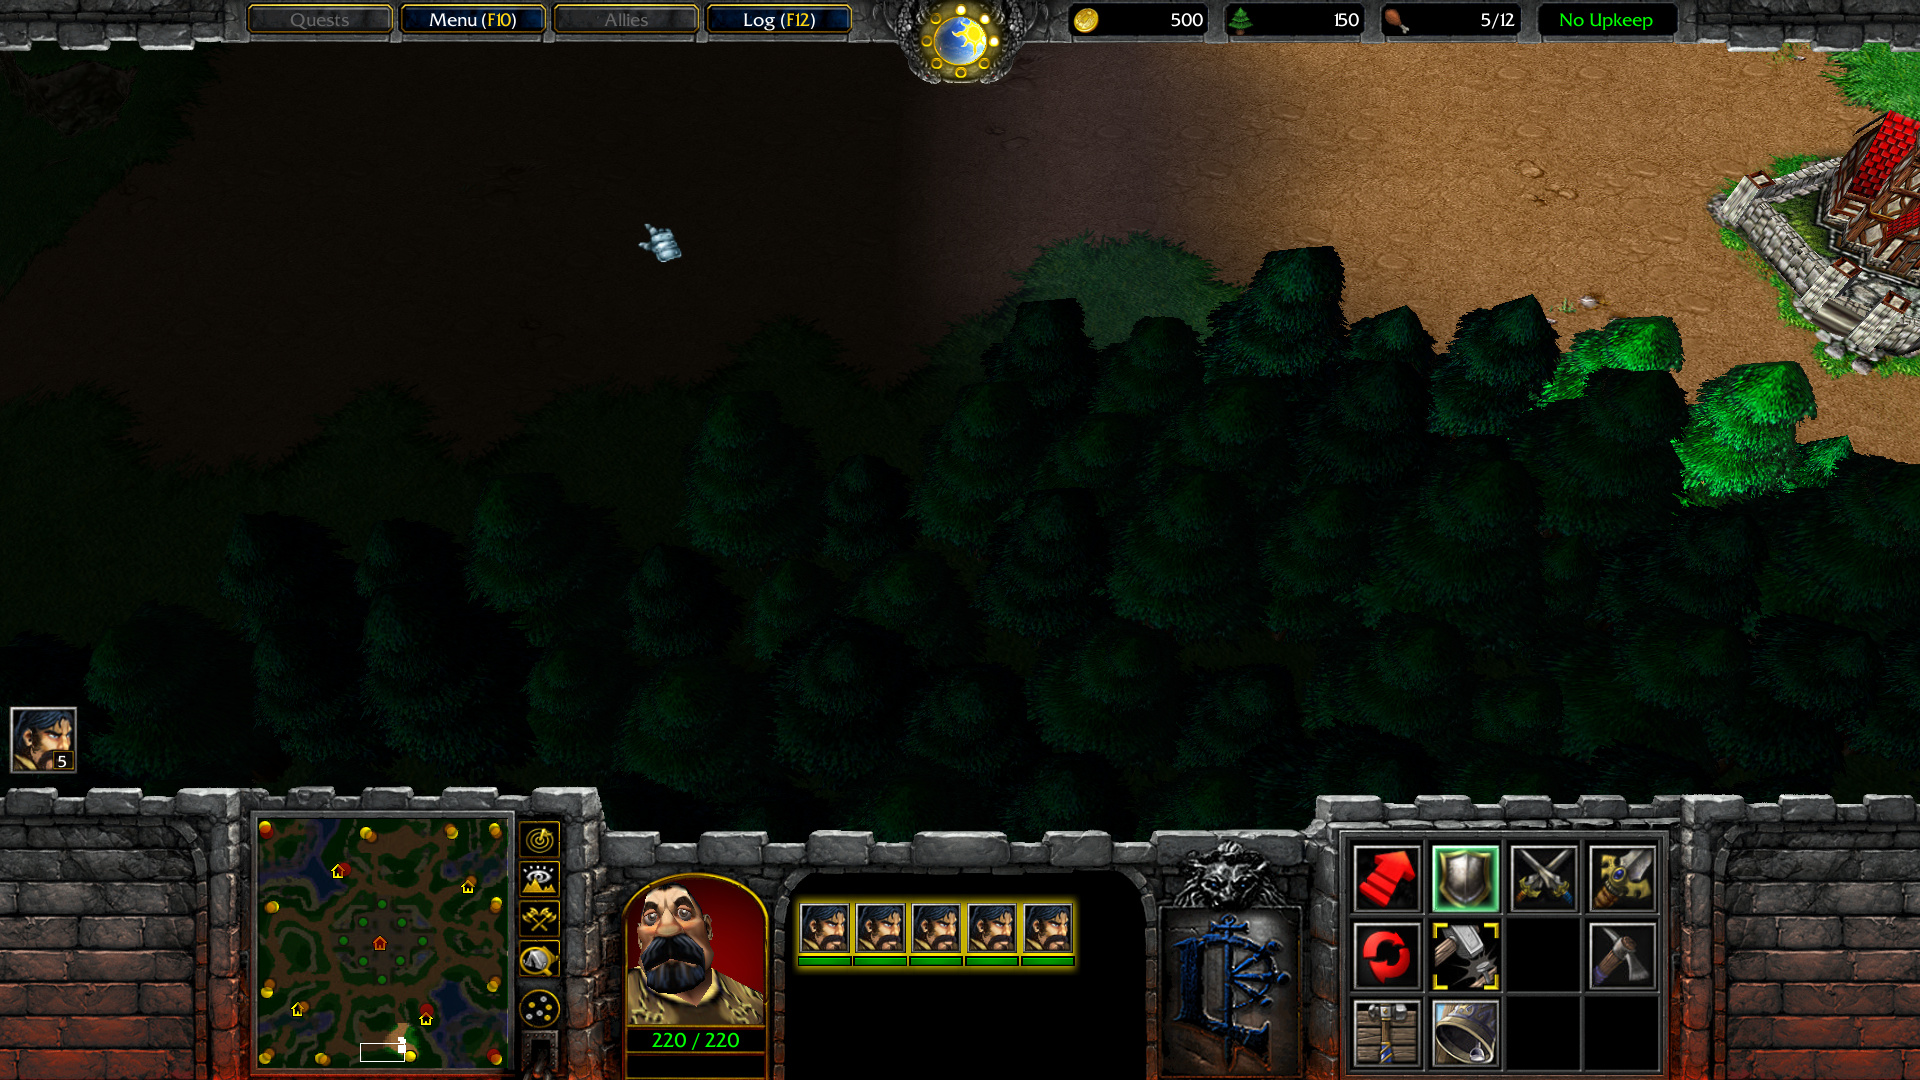 Quests
Menu (F10)
Allies
Log (F12)
500
150
5/12
No Upkeep
5
220 / 220